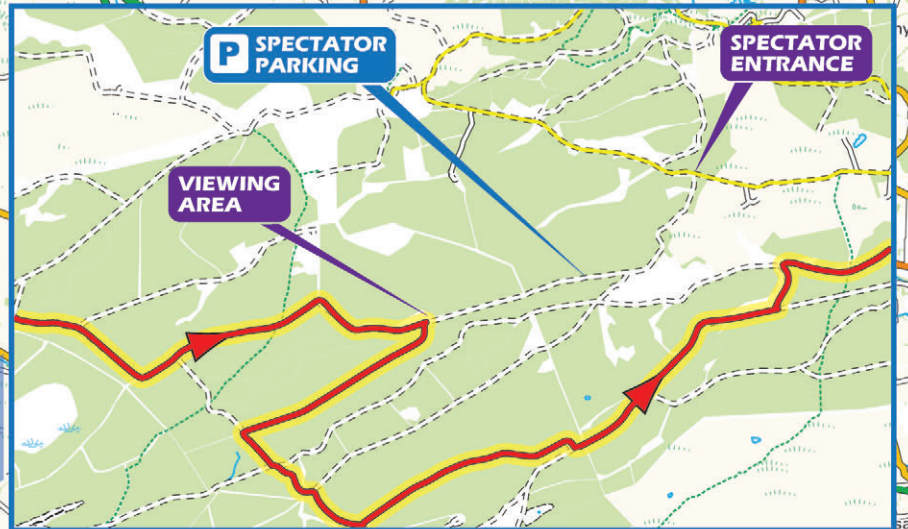 P SPECTATOR
PARKING
SPECTATOR
ENTRANCE
VIEWING
AREA